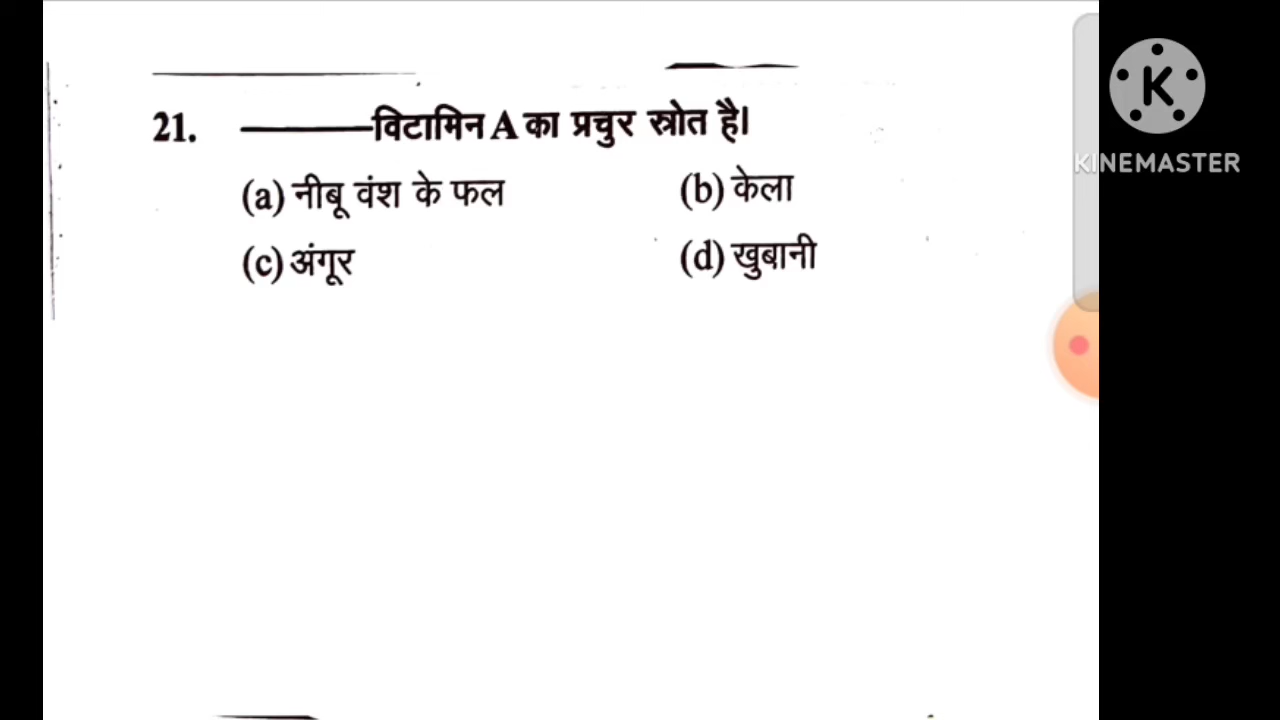 21. ————विटामिन A का प्रचुर स्त्रोत है।
(a) नीबू वंश के फल (b) केला
(c) अंगूर (d) खुबानी
K
KINEMASTER